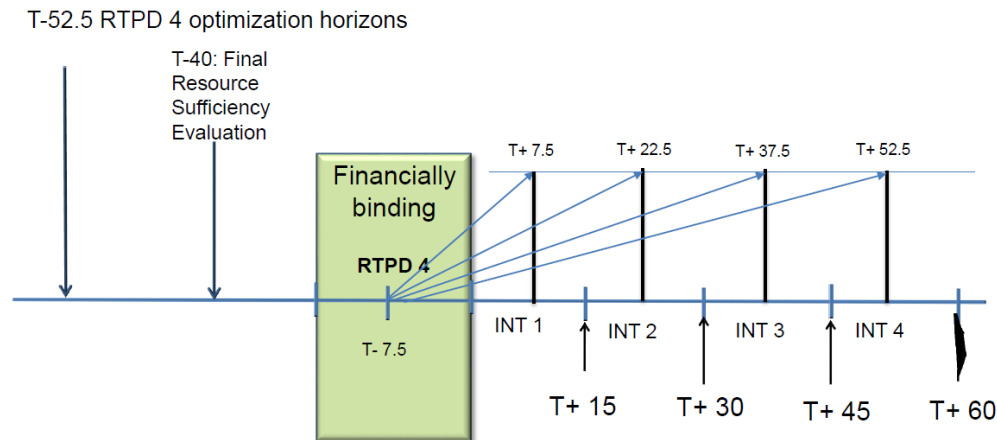 T-52.5 RTPD 4 optimization horizons
T-40: Final
Resource
Sufficiency
Evaluation
Financially
binding
RTPD 4
T- 7.5
T+ 7.5
T+ 22.5
T+ 37.5
T+ 52.5
INT 1
INT 2
INT 3
INT 4
T+ 15
T+ 30
T+ 45
T+ 60